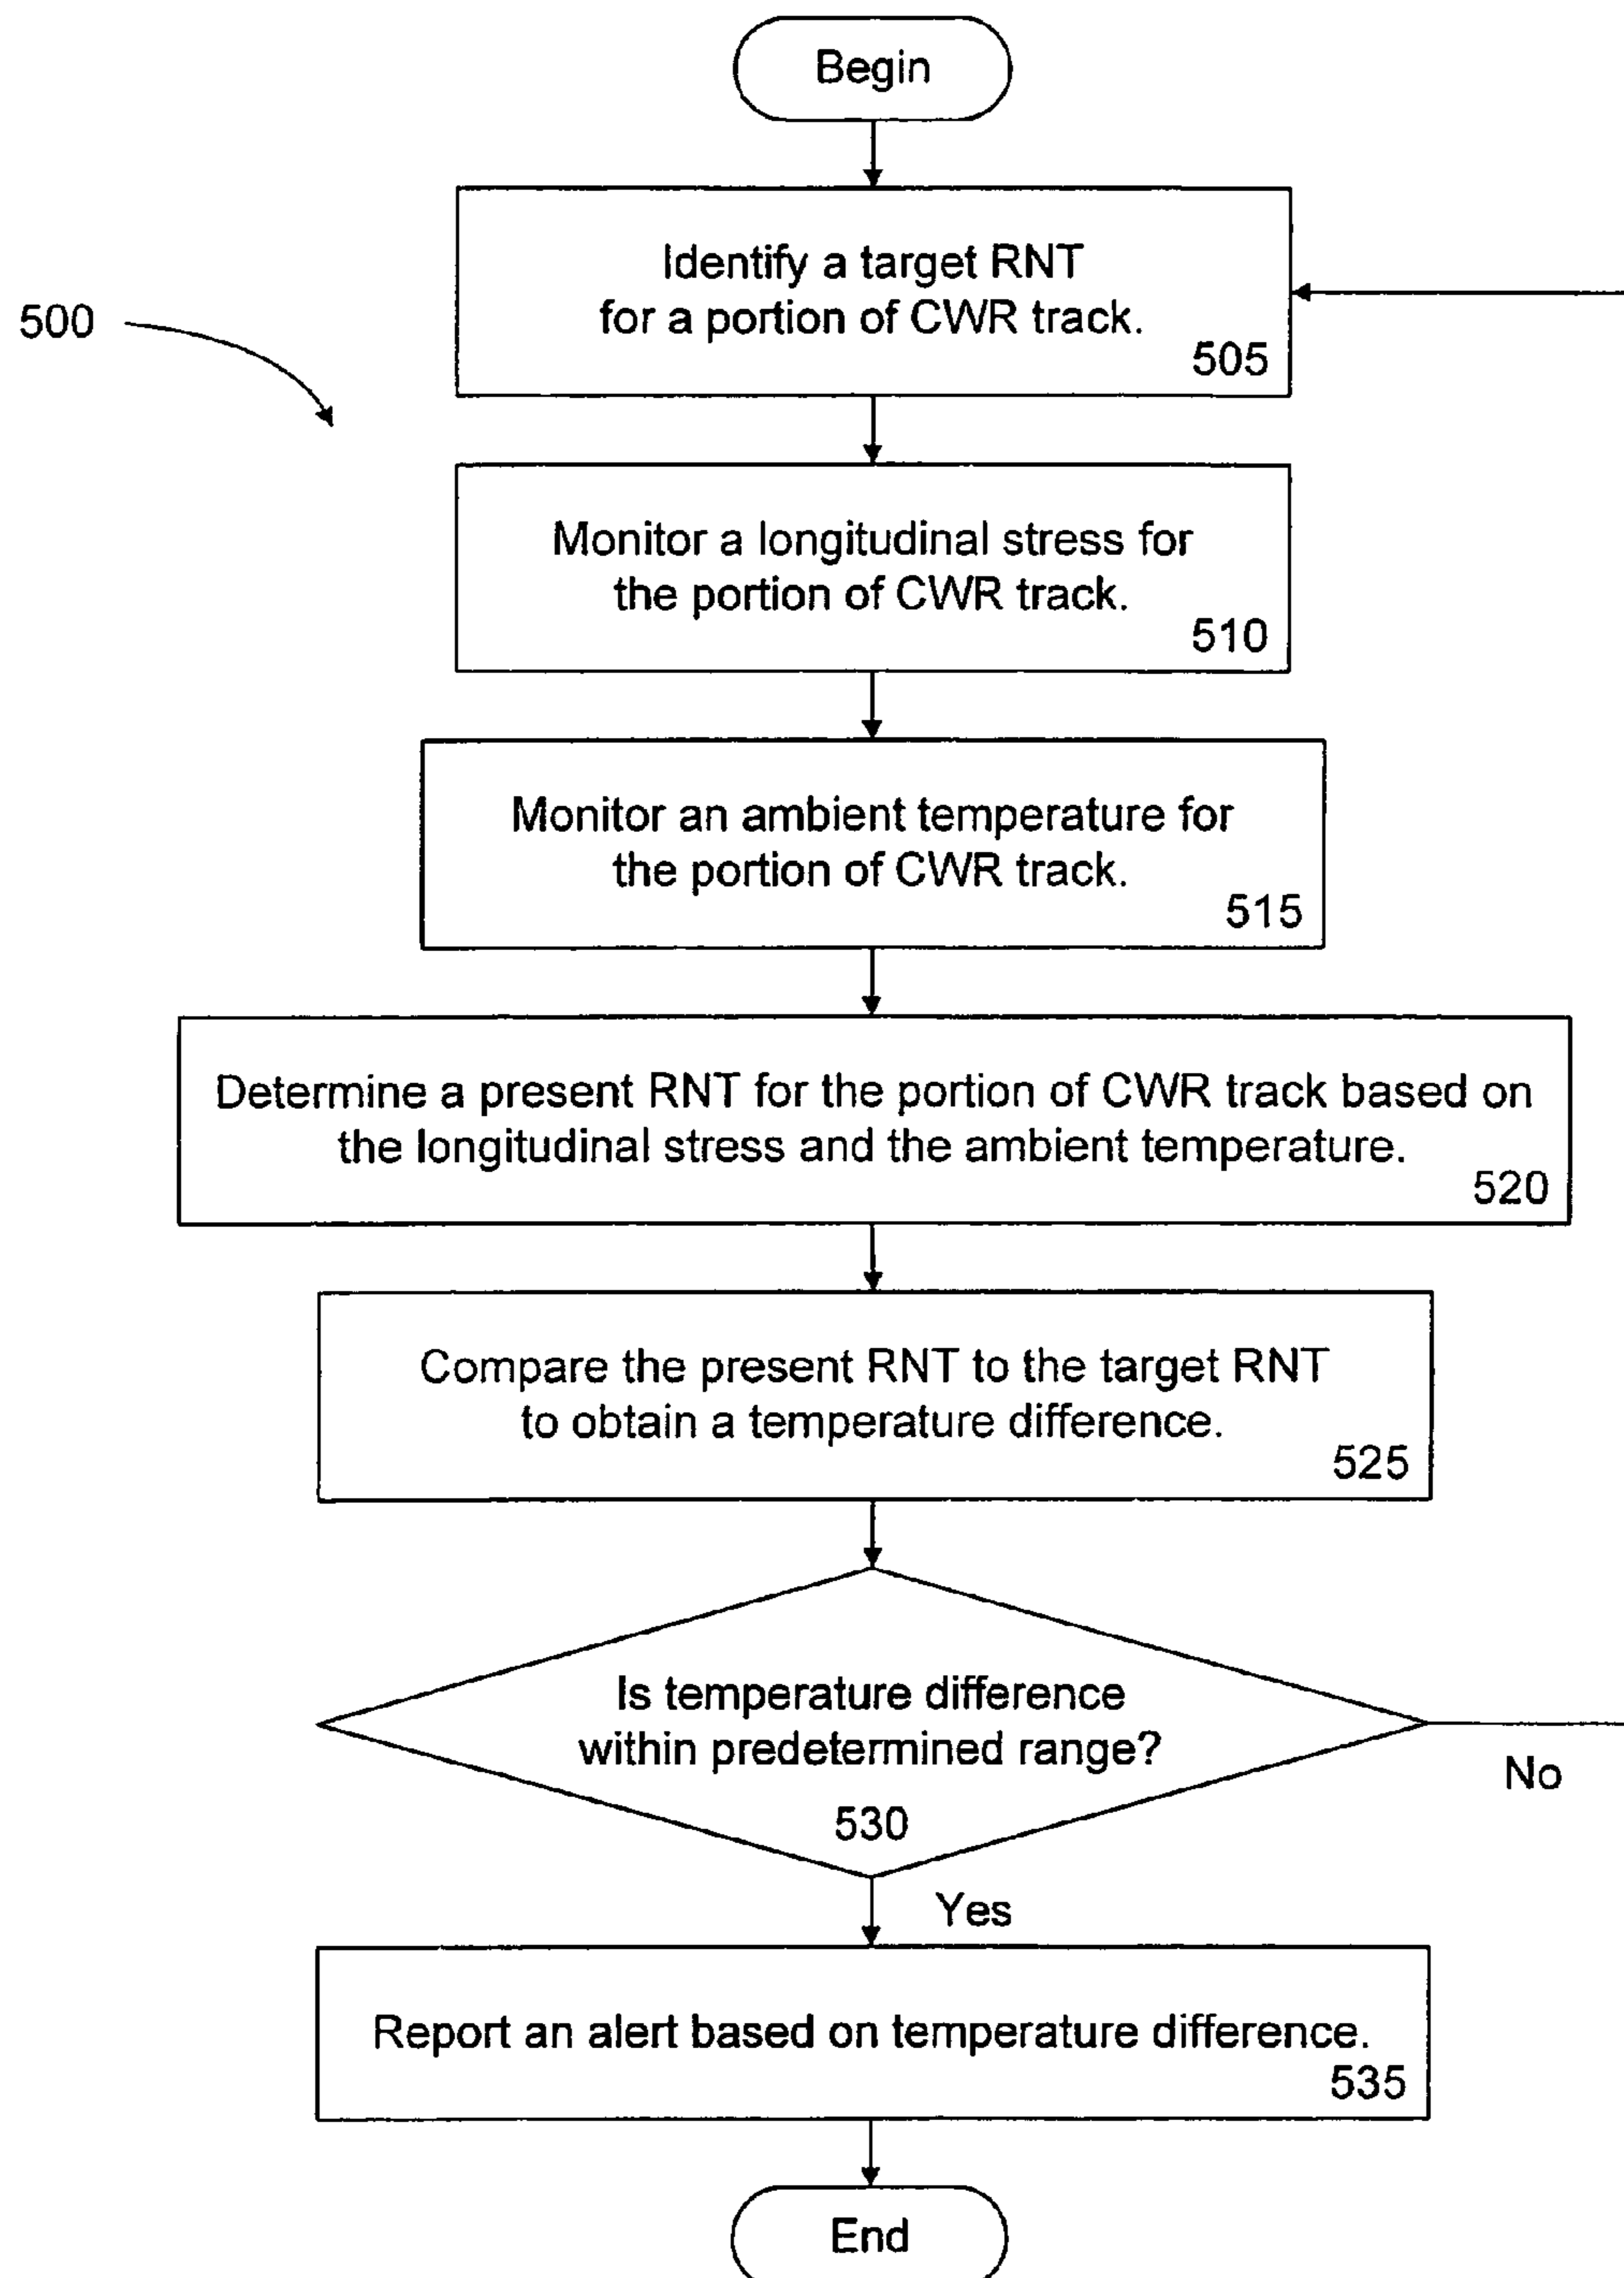 Begin
Identify a target RNT
for a portion of CWR track.
505
500
Monitor a longitudinal stress for
the portion of CWR track.
510
Monitor an ambient temperature for
the portion of CWR track.
515
Determine a present RNT for the portion of CWR track based on
the longitudinal stress and the ambient temperature.
520
Compare the present RNT to the target RNT
to obtain a temperature difference.
525
Is temperature difference
within predetermined range?
530
No
Yes
Report an alert based on temperature difference.
535
End